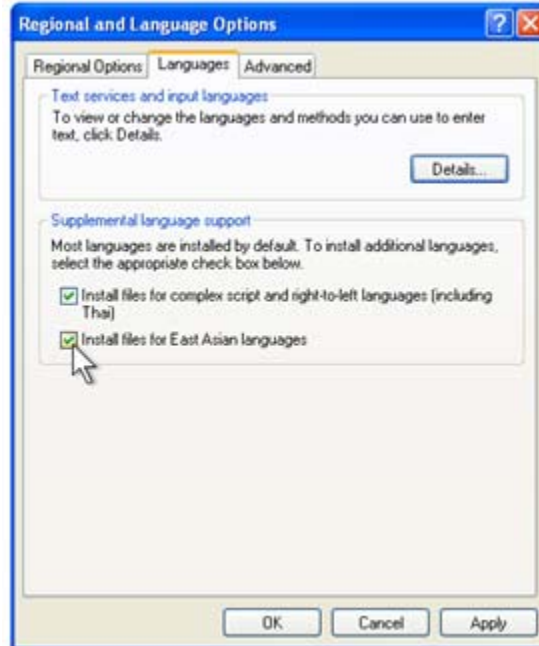 Regional and Language Options
Regional Options Languages Advanced
Text services and input languages
To view or change the languages and methods you can use to enter
text, click Details.
Details...
Supplemental language support
Most languages are installed by default. To install additional languages,
select the appropriate check box below.
Install files for complex script and right-to-left languages (including
Thai)
Install files for East Asian languages
OK Cancel Apply